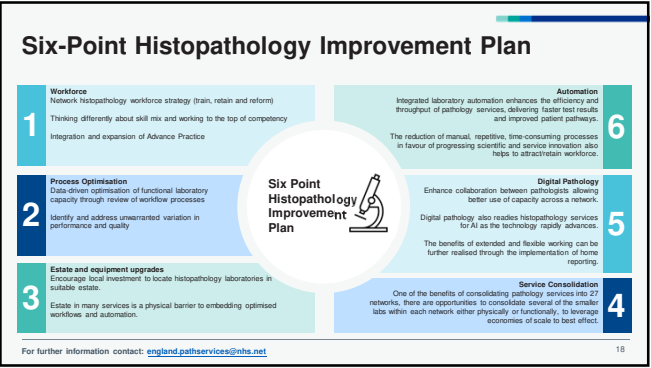 Six-Point Histopathology Improvement Plan
1
Workforce
Network histopathology workforce strategy (train, retain and reform)
Thinking differently about skill mix and working to the top of competency
Integration and expansion of Advance Practice
2
Process Optimisation
Data-driven optimisation of functional laboratory
capacity through review of workflow processes
Identify and address unwarranted variation in
performance and quality
3
Estate and equipment upgrades
Encourage local investment to locate histopathology laboratories in
suitable estate.
Estate in many services is a physical barrier to embedding optimised
workflows and automation.
Six Point
Histopathology
Improvement
Plan
Automation
Integrated laboratory automation enhances the efficiency and
throughput of pathology services, delivering faster test results
and improved patient pathways.
The reduction of manual, repetitive, time-consuming processes
in favour of progressing scientific and service innovation also
helps to attract/retain workforce.
6
Digital Pathology
Enhance collaboration between pathologists allowing
better use of capacity across a network.
Digital pathology also readies histopathology services
for AI as the technology rapidly advances.
The benefits of extended and flexible working can be
further realised through the implementation of home
reporting.
5
Service Consolidation
One of the benefits of consolidating pathology services into 27
networks, there are opportunities to consolidate several of the smaller
labs within each network either physically or functionally, to leverage
economies of scale to best effect.
4
For further information contact: england.pathservices@nhs.net
18